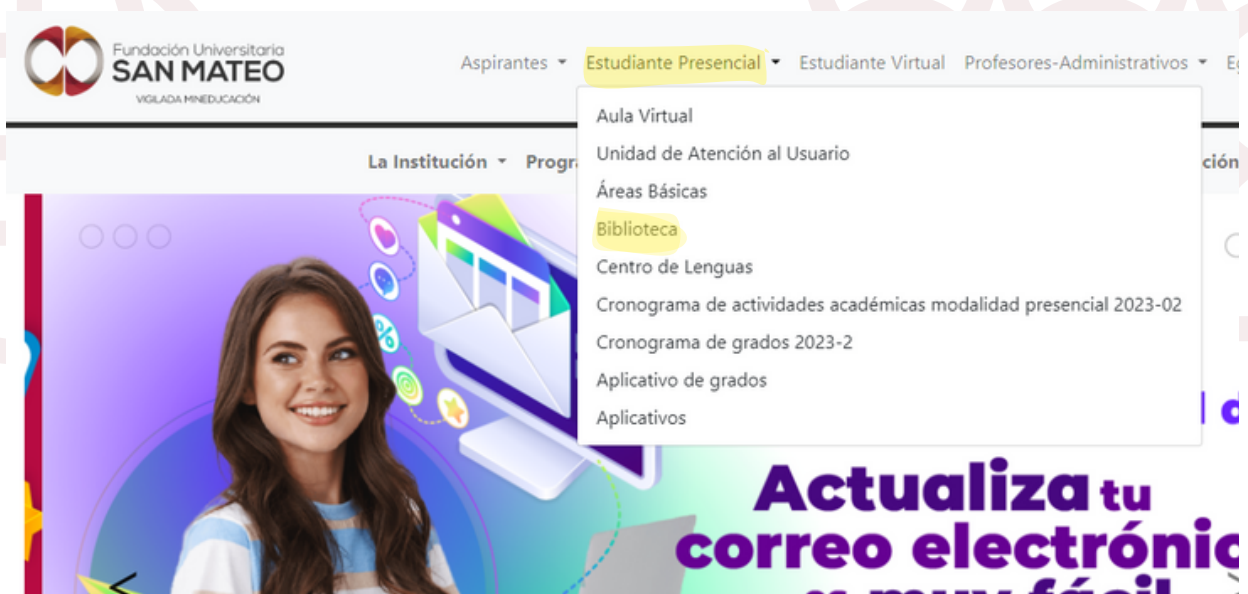 Fundación Universitaria
SAN MATEO
VIGILADA MINEDUCACIÓN
Aspirantes Estudiante Presencial Estudiante Virtual Profesores-Administrativos
Aula Virtual
Unidad de Atención al Usuario
La Institución
Áreas Básicas
Biblioteca
Centro de Lenguas
Cronograma de actividades académicas modalidad presencial 2023-02
Cronograma de grados 2023-2
Aplicativo de grados
Aplicativos
Actualiza tu
correo electrónic
y muy fácil